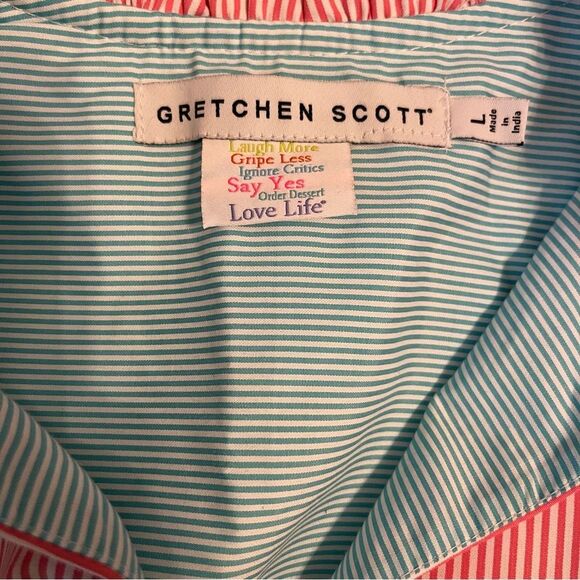 GRETCHEN SCOTT®
L
Made
In
India
Laugh More
Gripe Less
Ignore Critics
Say Yes
Order Dessert
Love Life®